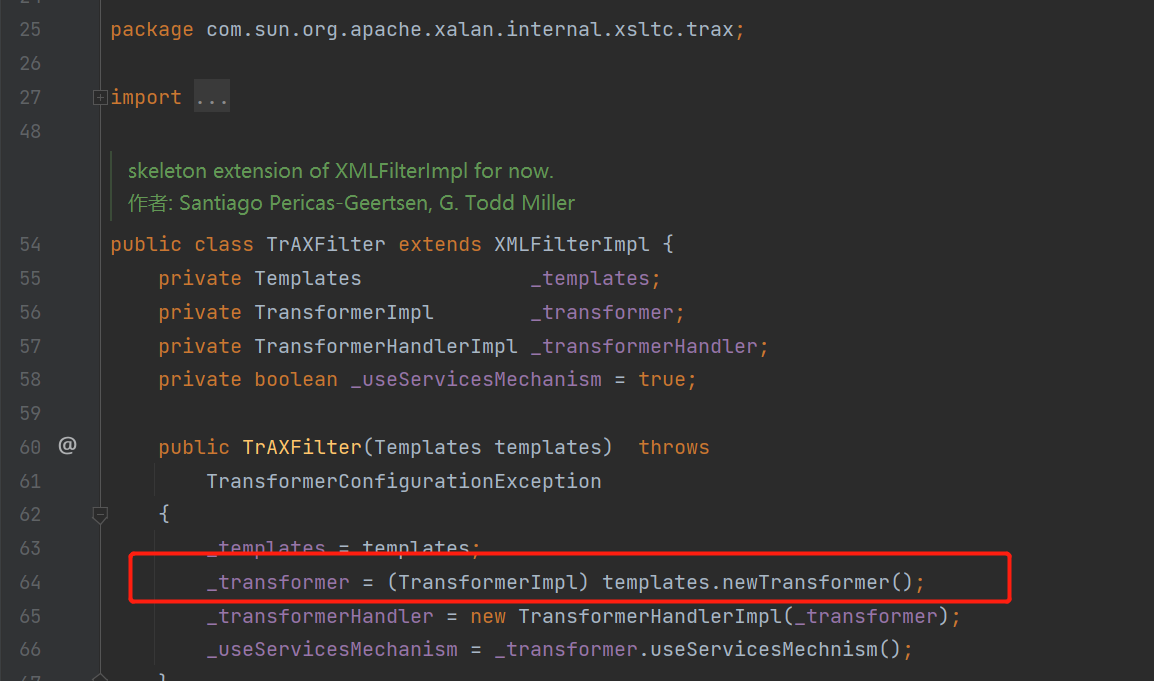 25 package com.sun.org.apache.xalan.internal.xsltc.trax;
26
27 import ...
48
skeleton extension of XMLFilterImpl for now.
作者: Santiago Pericas-Geertsen, G. Todd Miller
54 public class TrAXFilter extends XMLFilterImpl {
55 private Templates _templates;
56 private TransformerImpl _transformer;
57 private TransformerHandlerImpl _transformerHandler;
58 private boolean _useServicesMechanism = true;
59
60 @ public TrAXFilter(Templates templates) throws
61 TransformerConfigurationException
62 {
63 _templates = templates;
64 _transformer = (TransformerImpl) templates.newTransformer();
65 _transformerHandler = new TransformerHandlerImpl(_transformer);
66 _useServicesMechanism = _transformer.useServicesMechnism();